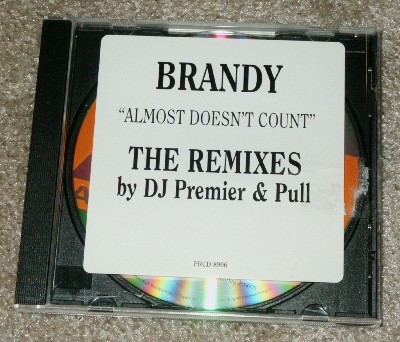 BRANDY
"ALMOST DOESN'T COUNT"
THE REMIXES
by DJ Premier & Pull
PRCD 8906